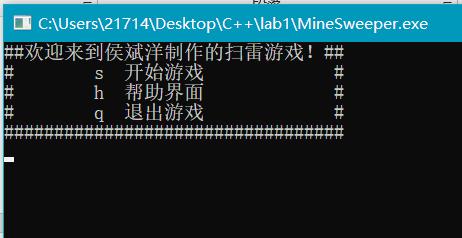 C:\Users\21714\Desktop\C++\lab1\MineSweeper.exe
##欢迎来到侯斌洋制作的扫雷游戏！##
#        s  开始游戏             #
#        h  帮助界面             #
#        q  退出游戏             #
##################################